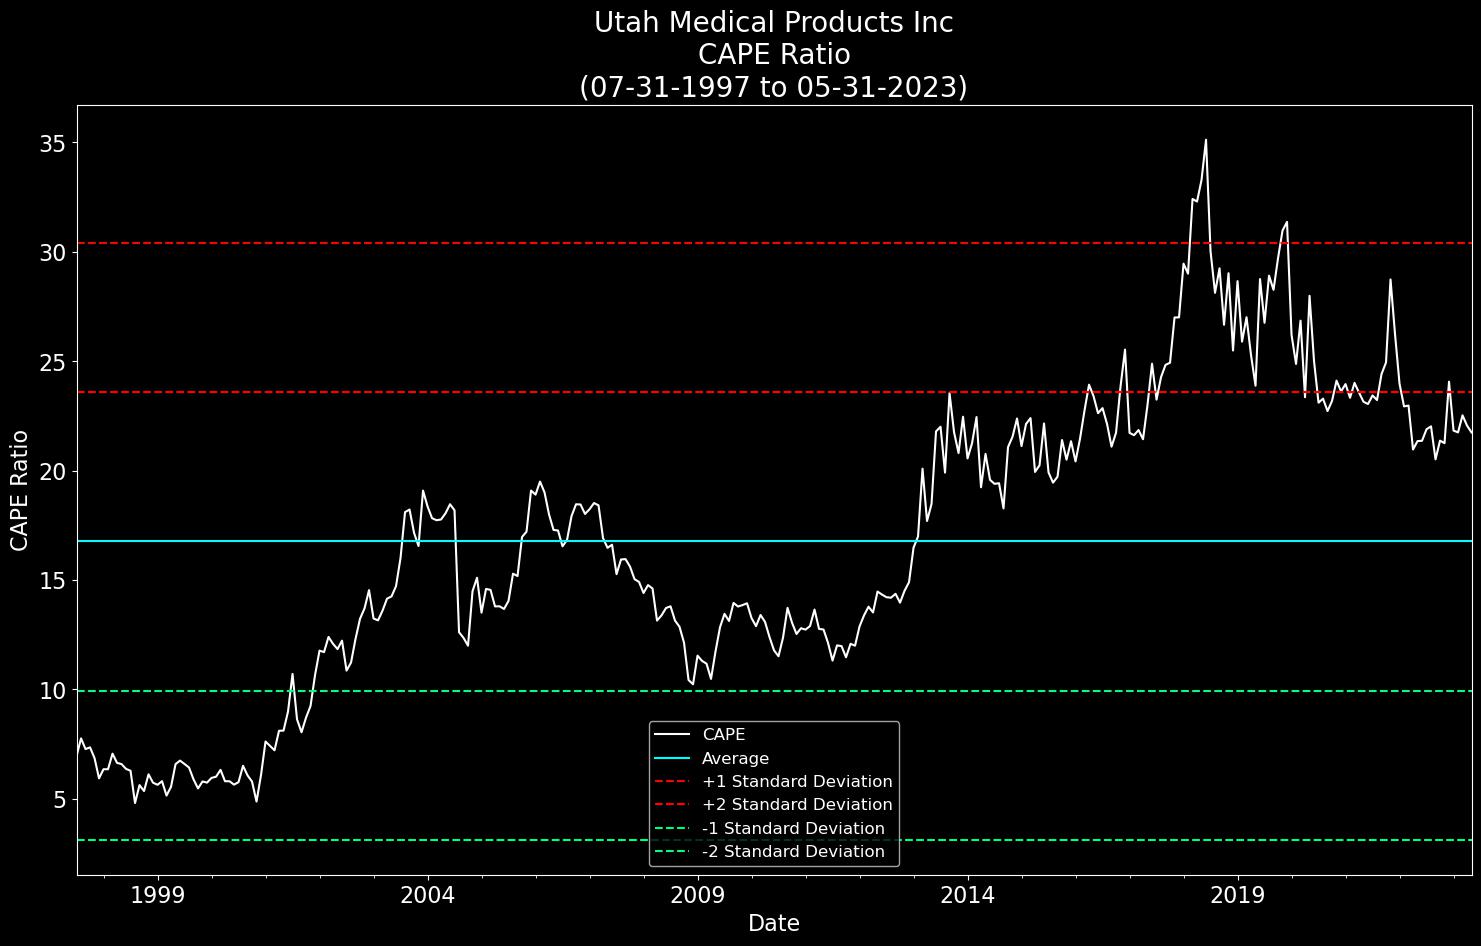 Utah Medical Products Inc
CAPE Ratio
(07-31-1997 to 05-31-2023)
CAPE Ratio
35
30
25
20
15
10
5
CAPE
Average
+1 Standard Deviation
+2 Standard Deviation
-1 Standard Deviation
-2 Standard Deviation
1999 2004 2009 2014 2019
Date